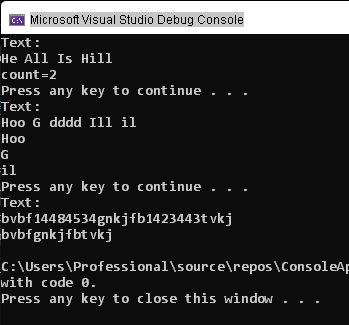 Microsoft Visual Studio Debug Console
Text:
He All Is Hill
count=2
Press any key to continue . . .
Text:
Hoo G dddd Ill il
Hoo
G
il
Press any key to continue . . .
Text:
bvbf14484534gnkjfb1423443tvkj
bvbfgnkjfbtvkj
C:\Users\Professional\source\repos\ConsoleAp
with code 0.
Press any key to close this window . . .